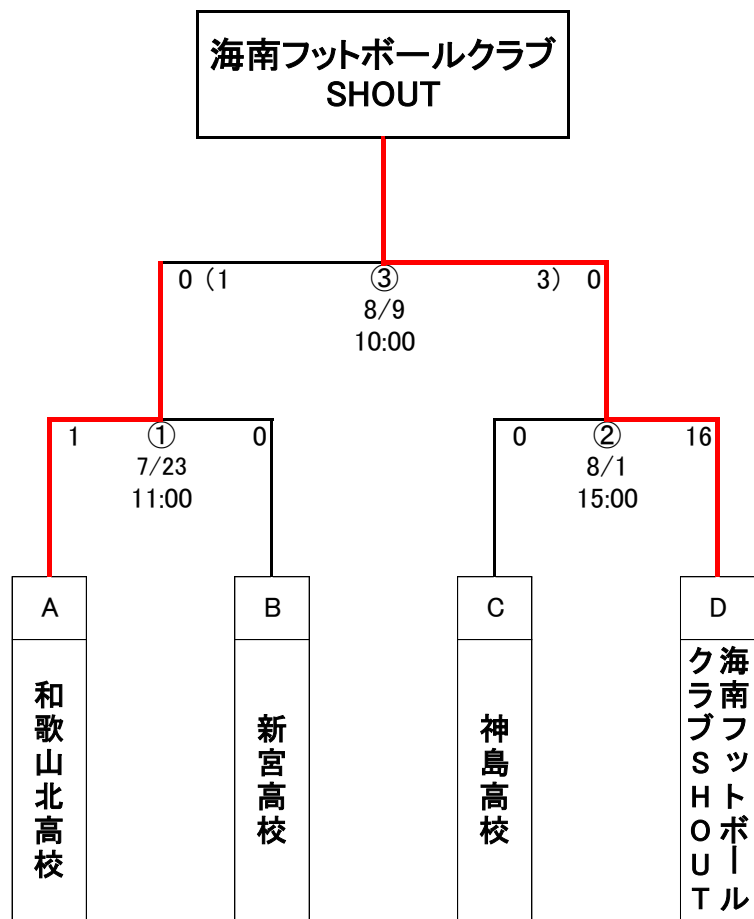 海南フットボールクラブ
SHOUT
0（1
③
3） 0
8/9
10:00
1
①
0
7/23
11:00
0
②
16
8/1
15:00
A
B
C
D
和歌山北高校
新宮高校
神島高校
海南フットボール
クラブSHOUT